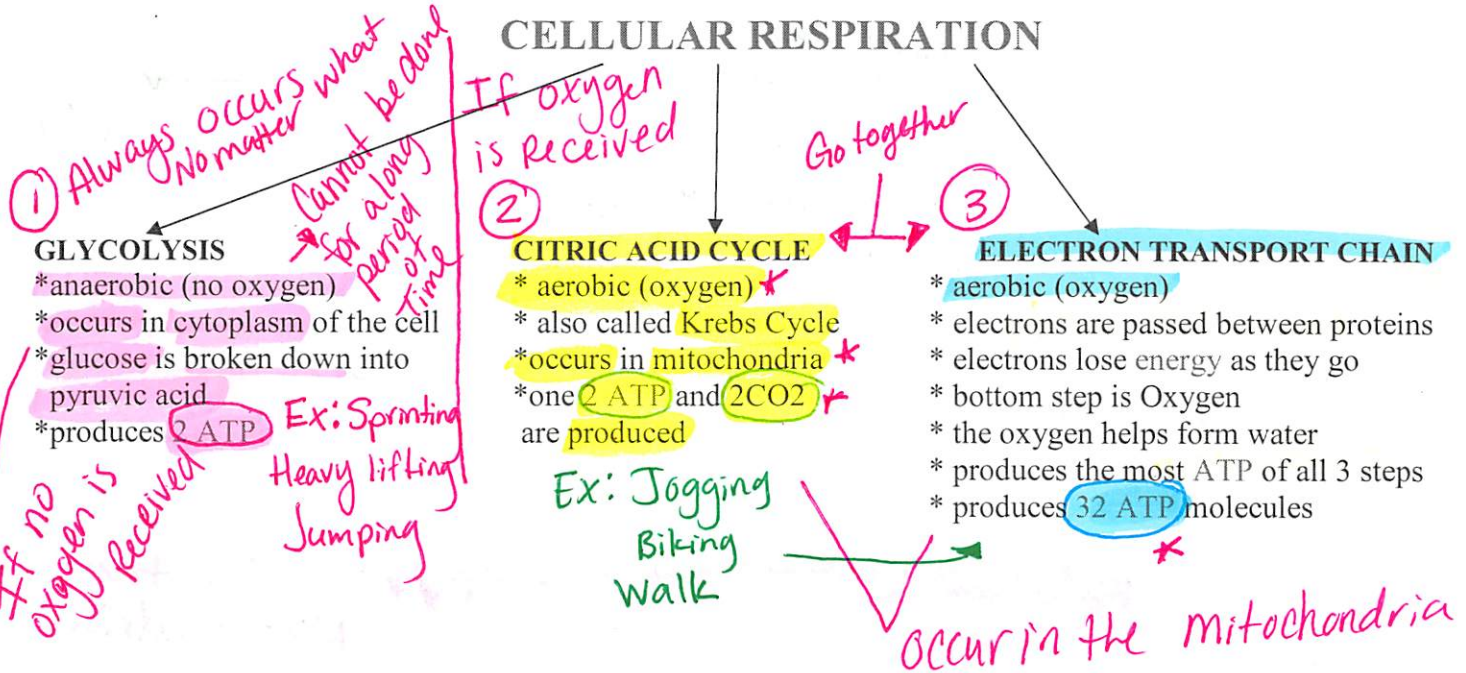 CELLULAR RESPIRATION
① Always occurs what
No matter
Cannot be done
for a long
period
of
Time
If oxygen
is Received
Go together
②
③
GLYCOLYSIS
*anaerobic (no oxygen)
*occurs in cytoplasm of the cell
*glucose is broken down into
pyruvic acid
*produces 2 ATP
Ex: Sprinting
Heavy lifting
Jumping
If no
oxygen is
received
CITRIC ACID CYCLE
* aerobic (oxygen) *
* also called Krebs Cycle
*occurs in mitochondria *
*one 2 ATP and 2CO2 *
are produced
Ex: Jogging
Biking
Walk
ELECTRON TRANSPORT CHAIN
* aerobic (oxygen)
* electrons are passed between proteins
* electrons lose energy as they go
* bottom step is Oxygen
* the oxygen helps form water
* produces the most ATP of all 3 steps
* produces 32 ATP molecules
*
occur in the mitochondria